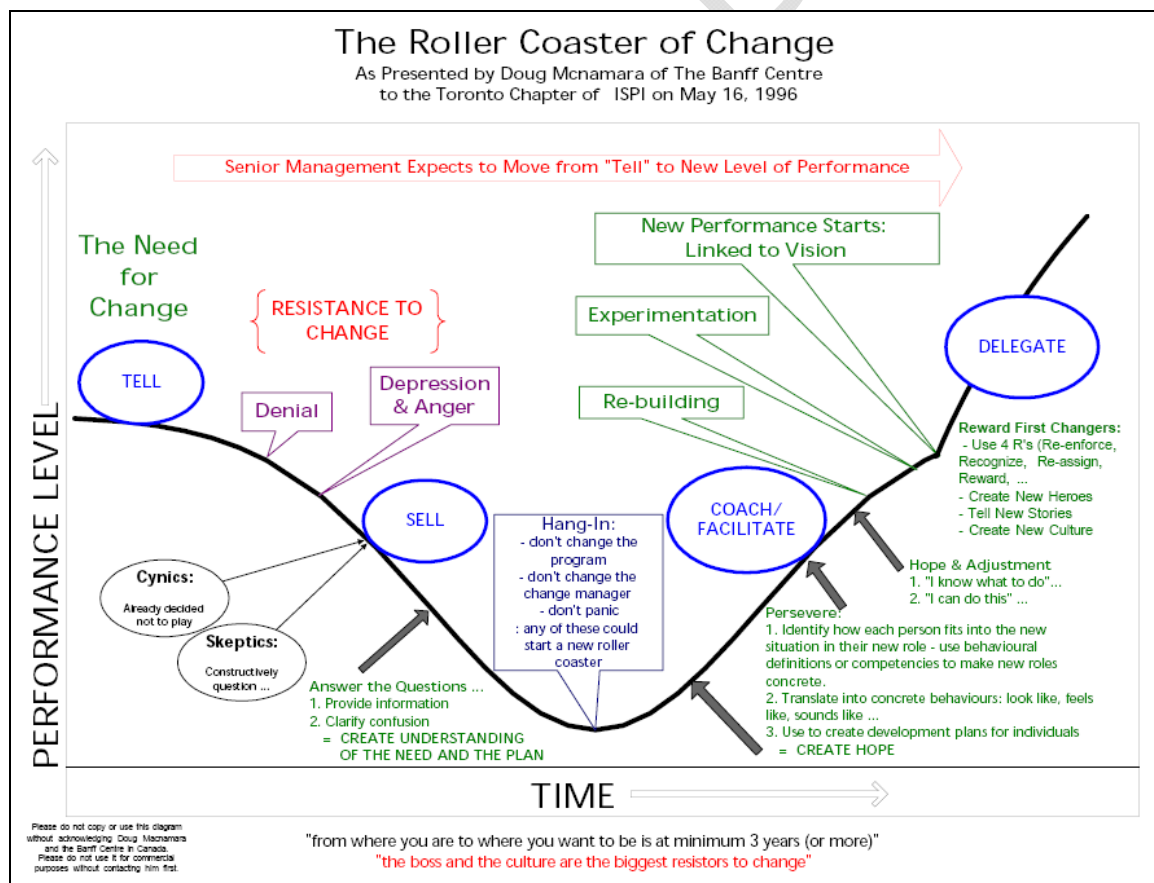 The Roller Coaster of Change
As Presented by Doug Mcnamara of The Banff Centre
to the Toronto Chapter of ISPI on May 16, 1996
Senior Management Expects to Move from "Tell" to New Level of Performance
The Need
for
Change
RESISTANCE TO
CHANGE
New Performance Starts:
Linked to Vision
Experimentation
Re-building
TELL
Denial
Depression
& Anger
SELL
COACH/
FACILITATE
DELEGATE
Hang-In:
- don't change the
program
- don't change the
change manager
- don't panic
: any of these could
start a new roller
coaster
Cynics:
Already decided
not to play
Skeptics:
Constructively
question ...
Answer the Questions ...
1. Provide information
2. Clarify confusion
= CREATE UNDERSTANDING
OF THE NEED AND THE PLAN
Reward First Changers:
- Use 4 R's (Re-enforce,
Recognize, Re-assign,
Reward, ...
- Create New Heroes
- Tell New Stories
- Create New Culture
Hope & Adjustment
1. "I know what to do"...
2. "I can do this" ...
Persevere:
1. Identify how each person fits into the new
situation in their new role - use behavioural
definitions or competencies to make new roles
concrete.
2. Translate into concrete behaviours: look like, feels
like, sounds like ...
3. Use to create development plans for individuals
= CREATE HOPE
PERFORMANCE LEVEL
TIME
Please do not copy or use this diagram
without acknowledging Doug Macnamara
and the Banff Centre in Canada.
Please do not use it for commercial
purposes without contacting him first.
"from where you are to where you want to be is at minimum 3 years (or more)"
"the boss and the culture are the biggest resistors to change"